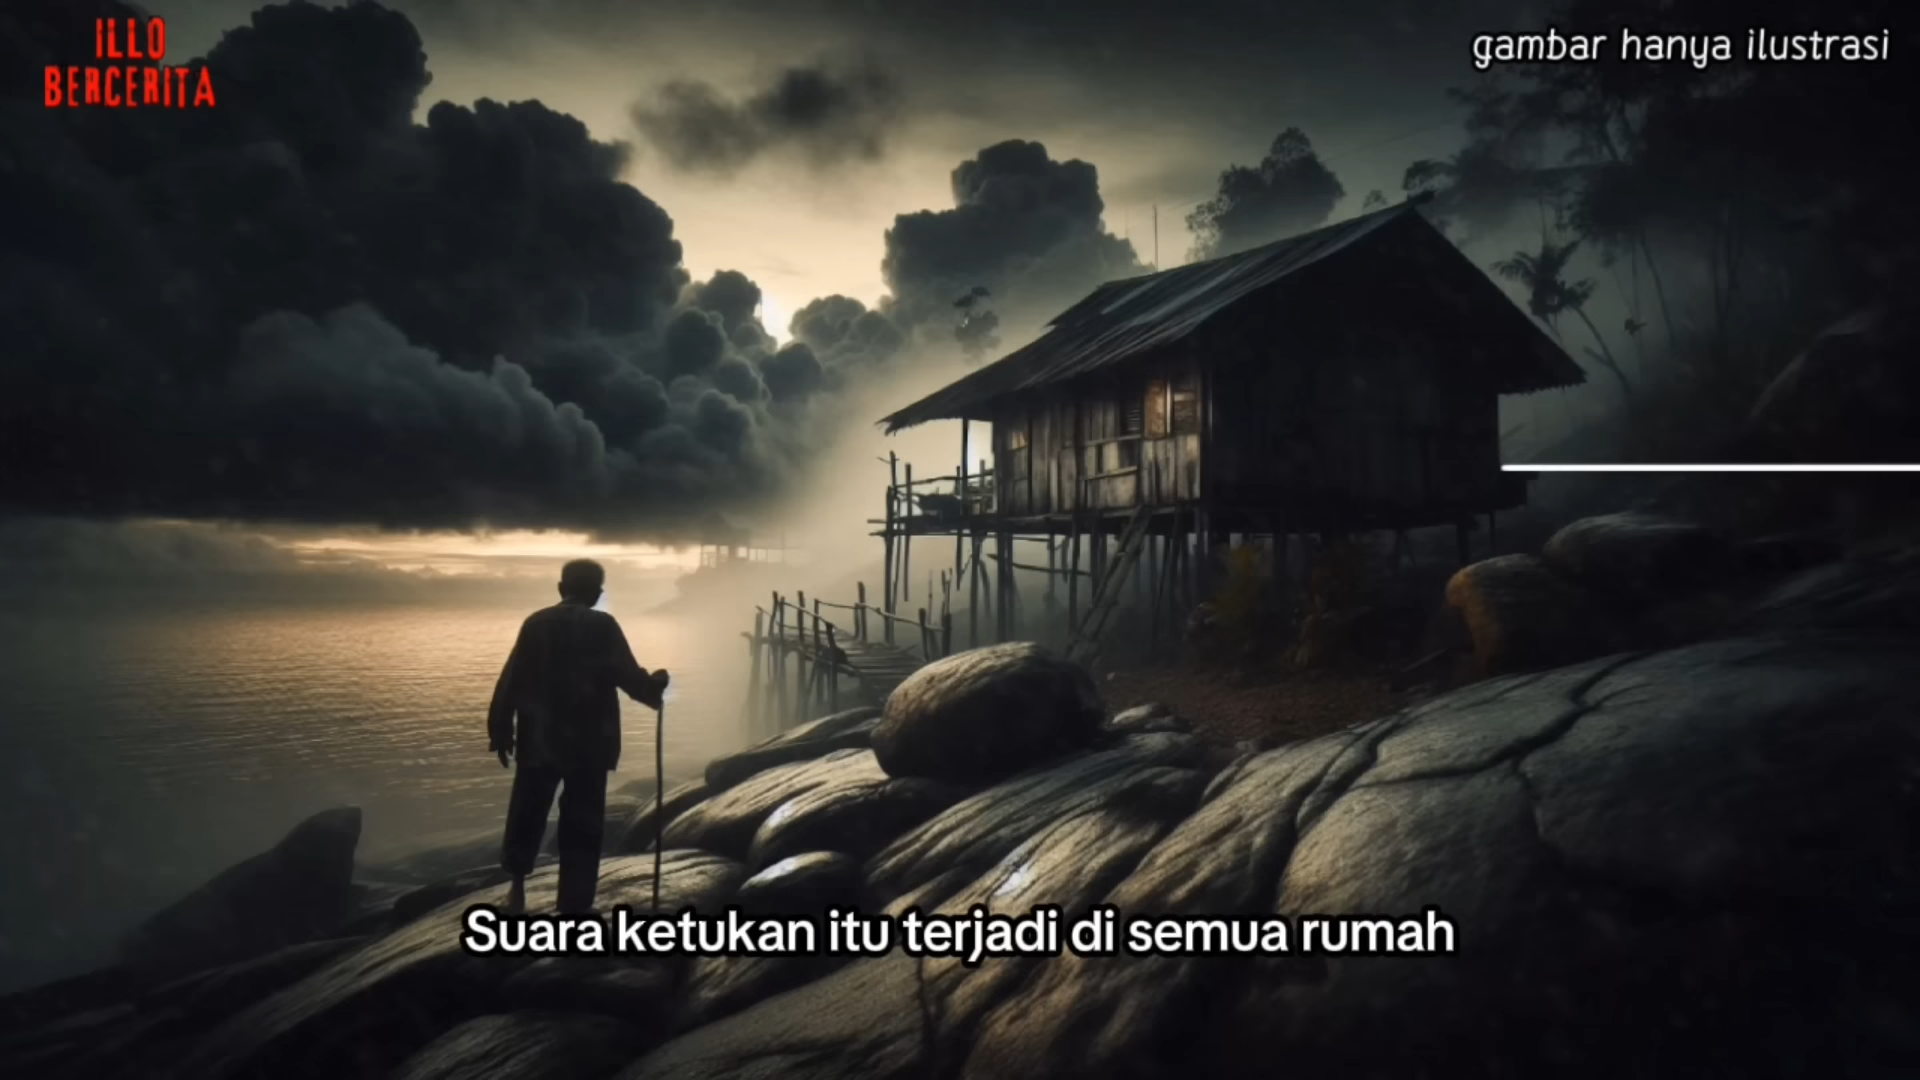 ILLO
BERCERITA
gambar hanya ilustrasi
Suara ketukan itu terjadi di semua rumah